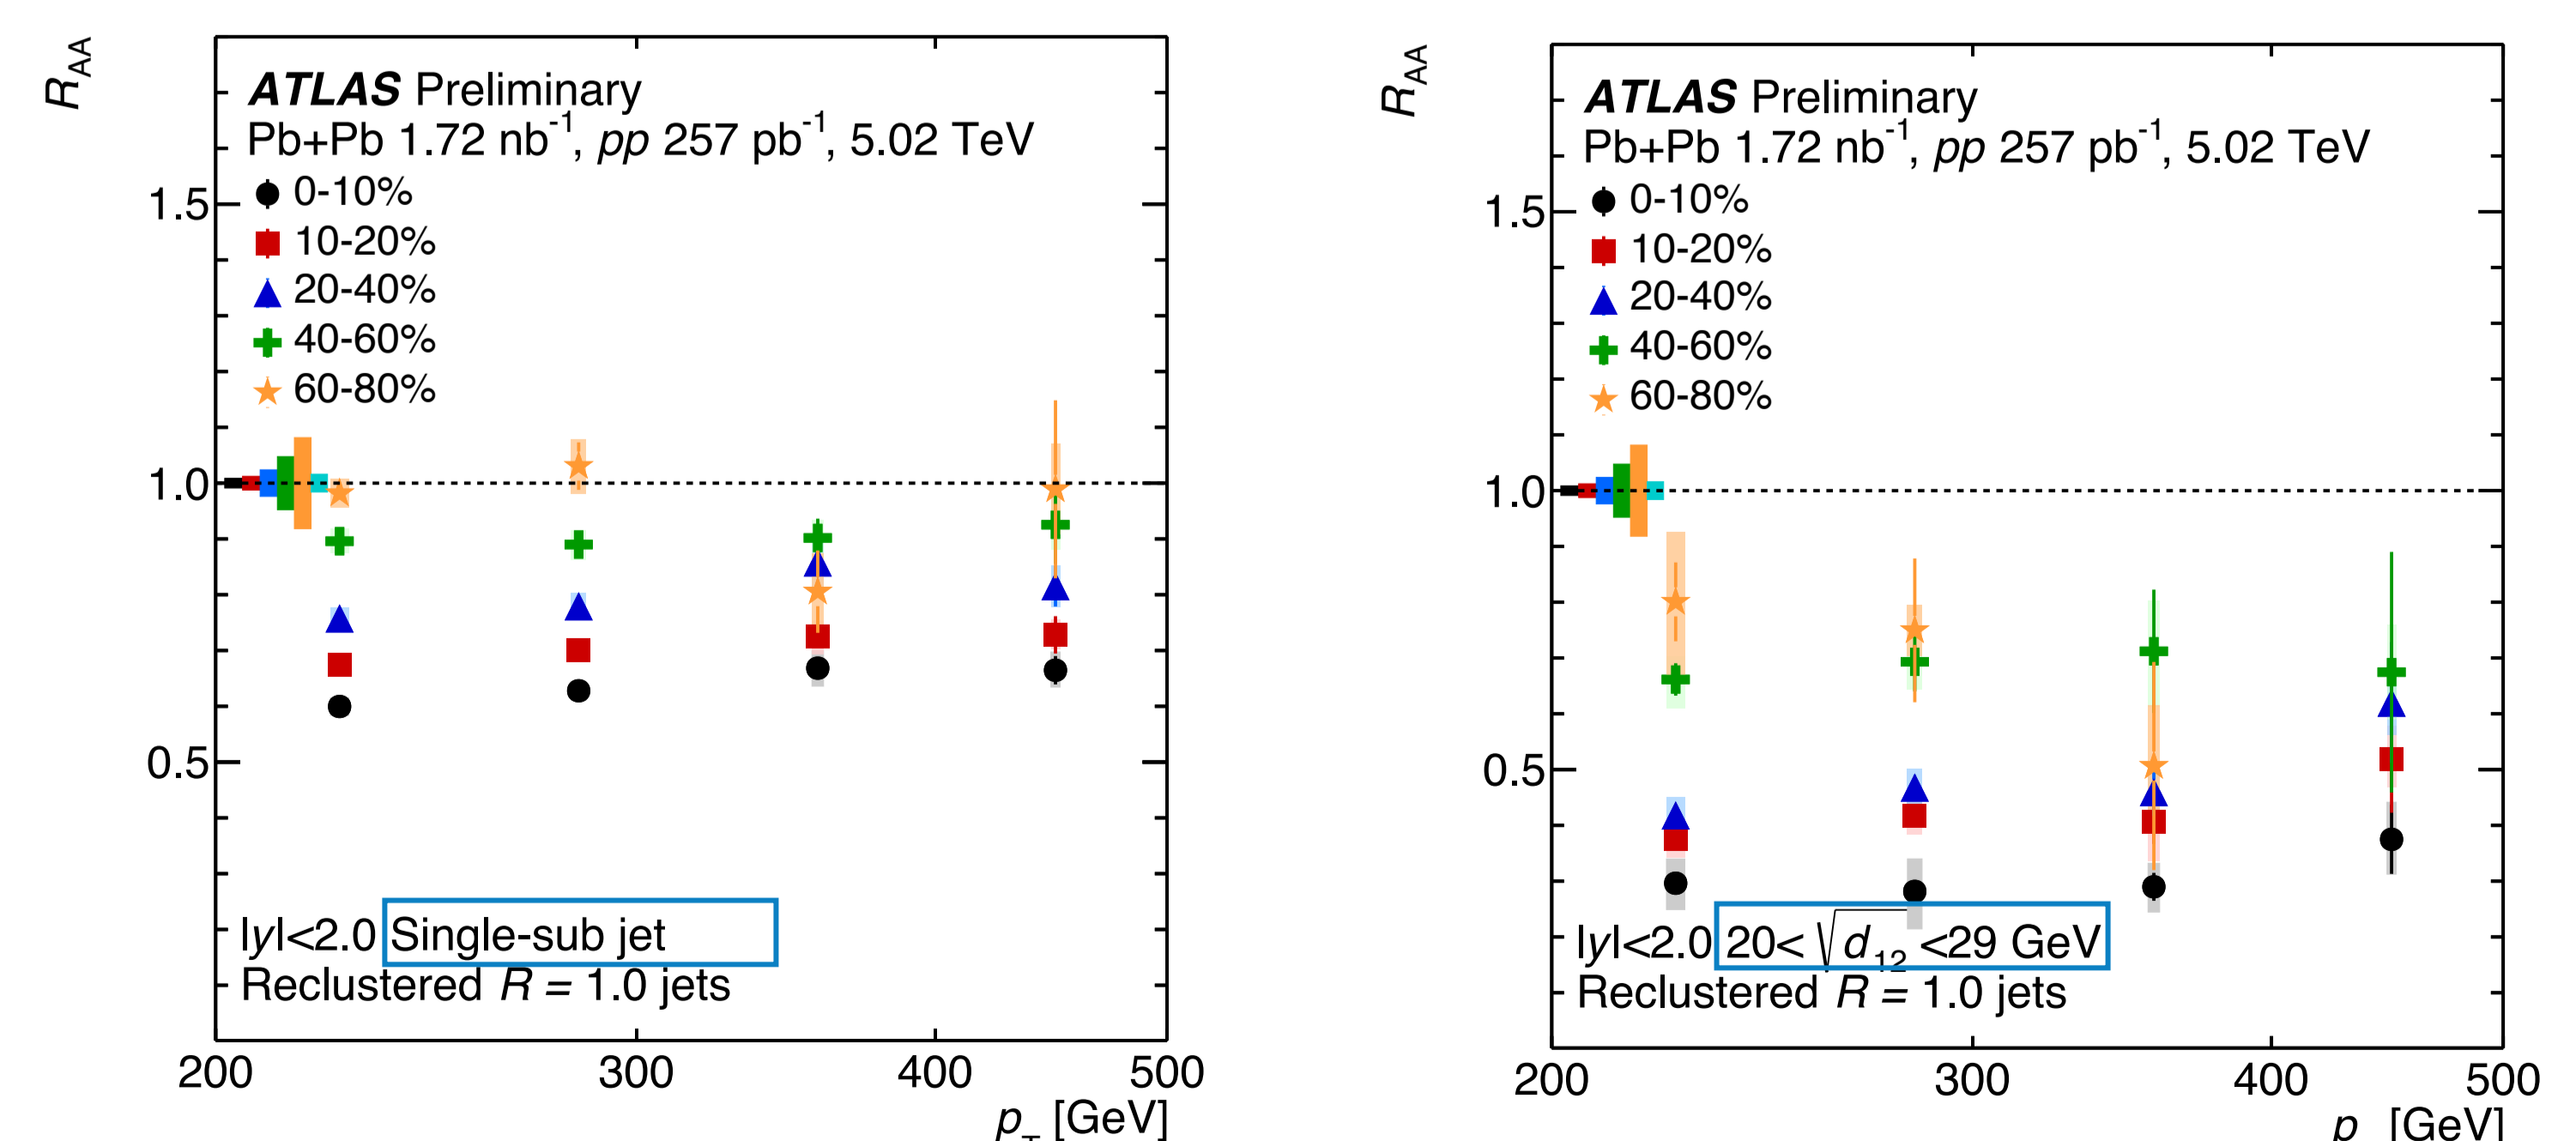 R_AA
ATLAS Preliminary
Pb+Pb 1.72 nb^-1, pp 257 pb^-1, 5.02 TeV
0-10%
10-20%
20-40%
40-60%
60-80%
1.5
1.0
0.5
|y|<2.0 Single-sub jet
Reclustered R = 1.0 jets
200 300 400 500
p_T [GeV]
R_AA
ATLAS Preliminary
Pb+Pb 1.72 nb^-1, pp 257 pb^-1, 5.02 TeV
0-10%
10-20%
20-40%
40-60%
60-80%
1.5
1.0
0.5
|y|<2.0 20< √d_12 <29 GeV
Reclustered R = 1.0 jets
200 300 400 500
p [GeV]